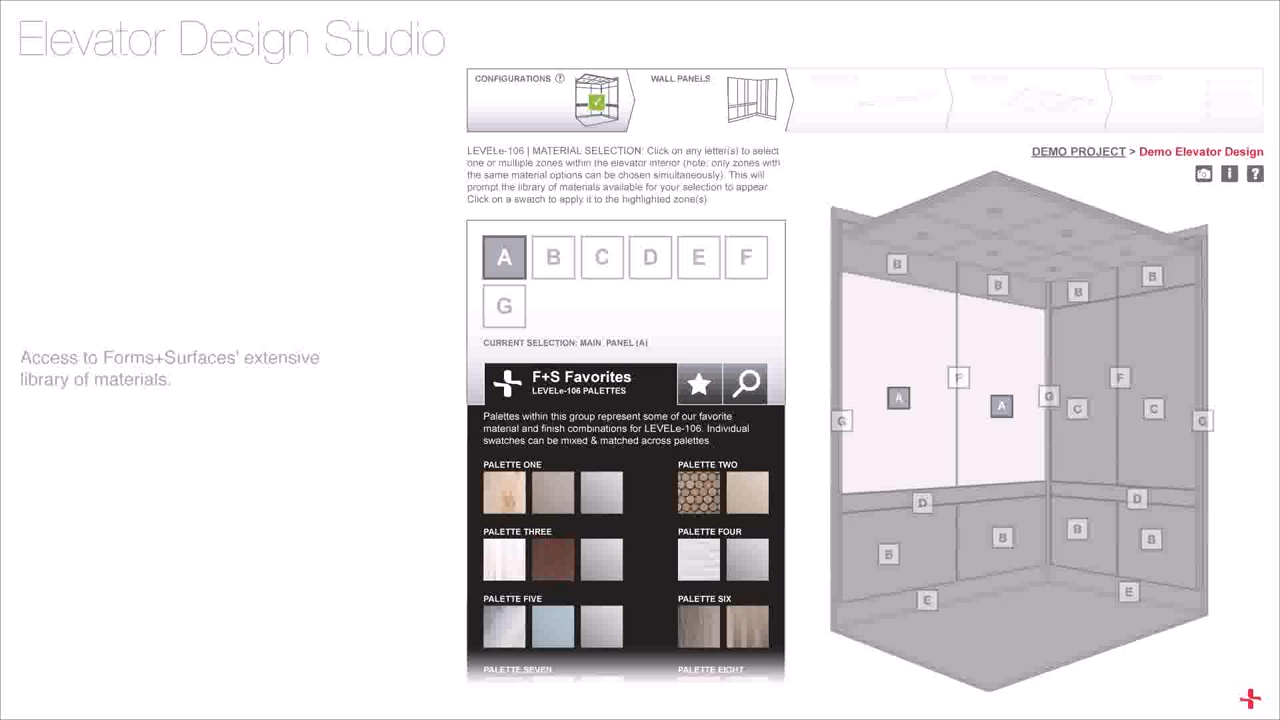 Elevator Design Studio
CONFIGURATIONS ?
WALL PANELS
LEVELe-106 | MATERIAL SELECTION: Click on any letter(s) to select
one or multiple zones within the elevator interior (note: only zones with
the same material options can be chosen simultaneously). This will
prompt the library of materials available for your selection to appear.
Click on a swatch to apply it to the highlighted zone(s).
DEMO PROJECT > Demo Elevator Design
i ?
A B C D E F
G
CURRENT SELECTION: MAIN PANEL (A)
F+S Favorites
LEVELe-106 PALETTES
Palettes within this group represent some of our favorite
material and finish combinations for LEVELe-106. Individual
swatches can be mixed & matched across palettes.
PALETTE ONE
PALETTE TWO
PALETTE THREE
PALETTE FOUR
PALETTE FIVE
PALETTE SIX
PALETTE SEVEN
PALETTE EIGHT
Access to Forms+Surfaces' extensive
library of materials.
B B B B
F F
A A G C C
G G
D D
B B B B
E E